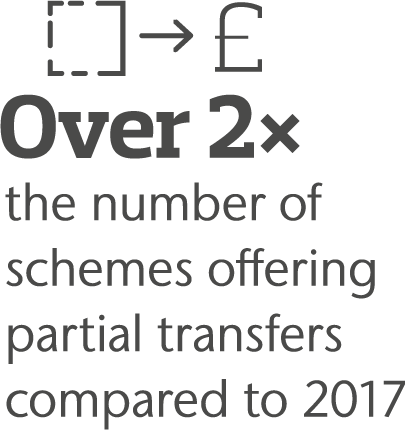 £
Over 2×
the number of
schemes offering
partial transfers
compared to 2017